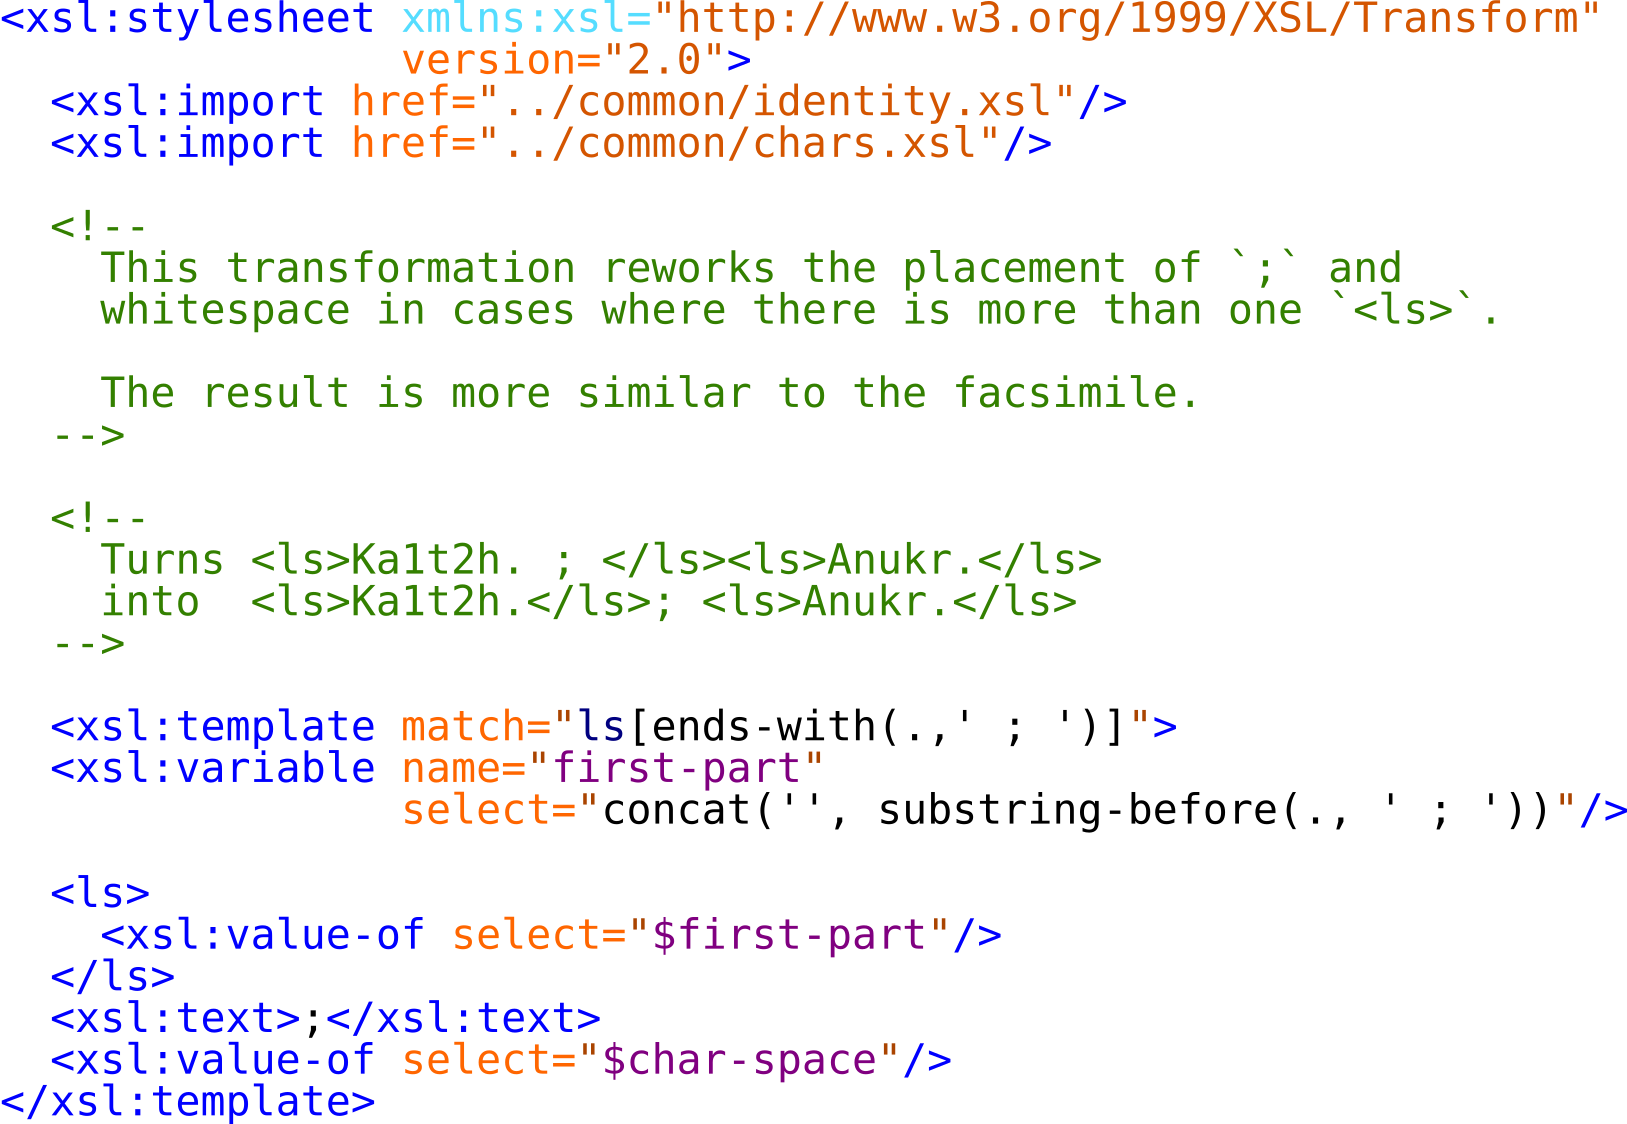 <xsl:stylesheet xmlns:xsl="http://www.w3.org/1999/XSL/Transform"
                version="2.0">
  <xsl:import href="../common/identity.xsl"/>
  <xsl:import href="../common/chars.xsl"/>

  <!--
    This transformation reworks the placement of `;` and
    whitespace in cases where there is more than one `<ls>`.

    The result is more similar to the facsimile.
  -->

  <!--
    Turns <ls>Ka1t2h. ; </ls><ls>Anukr.</ls>
    into  <ls>Ka1t2h.</ls>; <ls>Anukr.</ls>
  -->

  <xsl:template match="ls[ends-with(.,' ; ')]">
  <xsl:variable name="first-part"
                select="concat('', substring-before(., ' ; '))"/>

  <ls>
    <xsl:value-of select="$first-part"/>
  </ls>
  <xsl:text>;</xsl:text>
  <xsl:value-of select="$char-space"/>
</xsl:template>